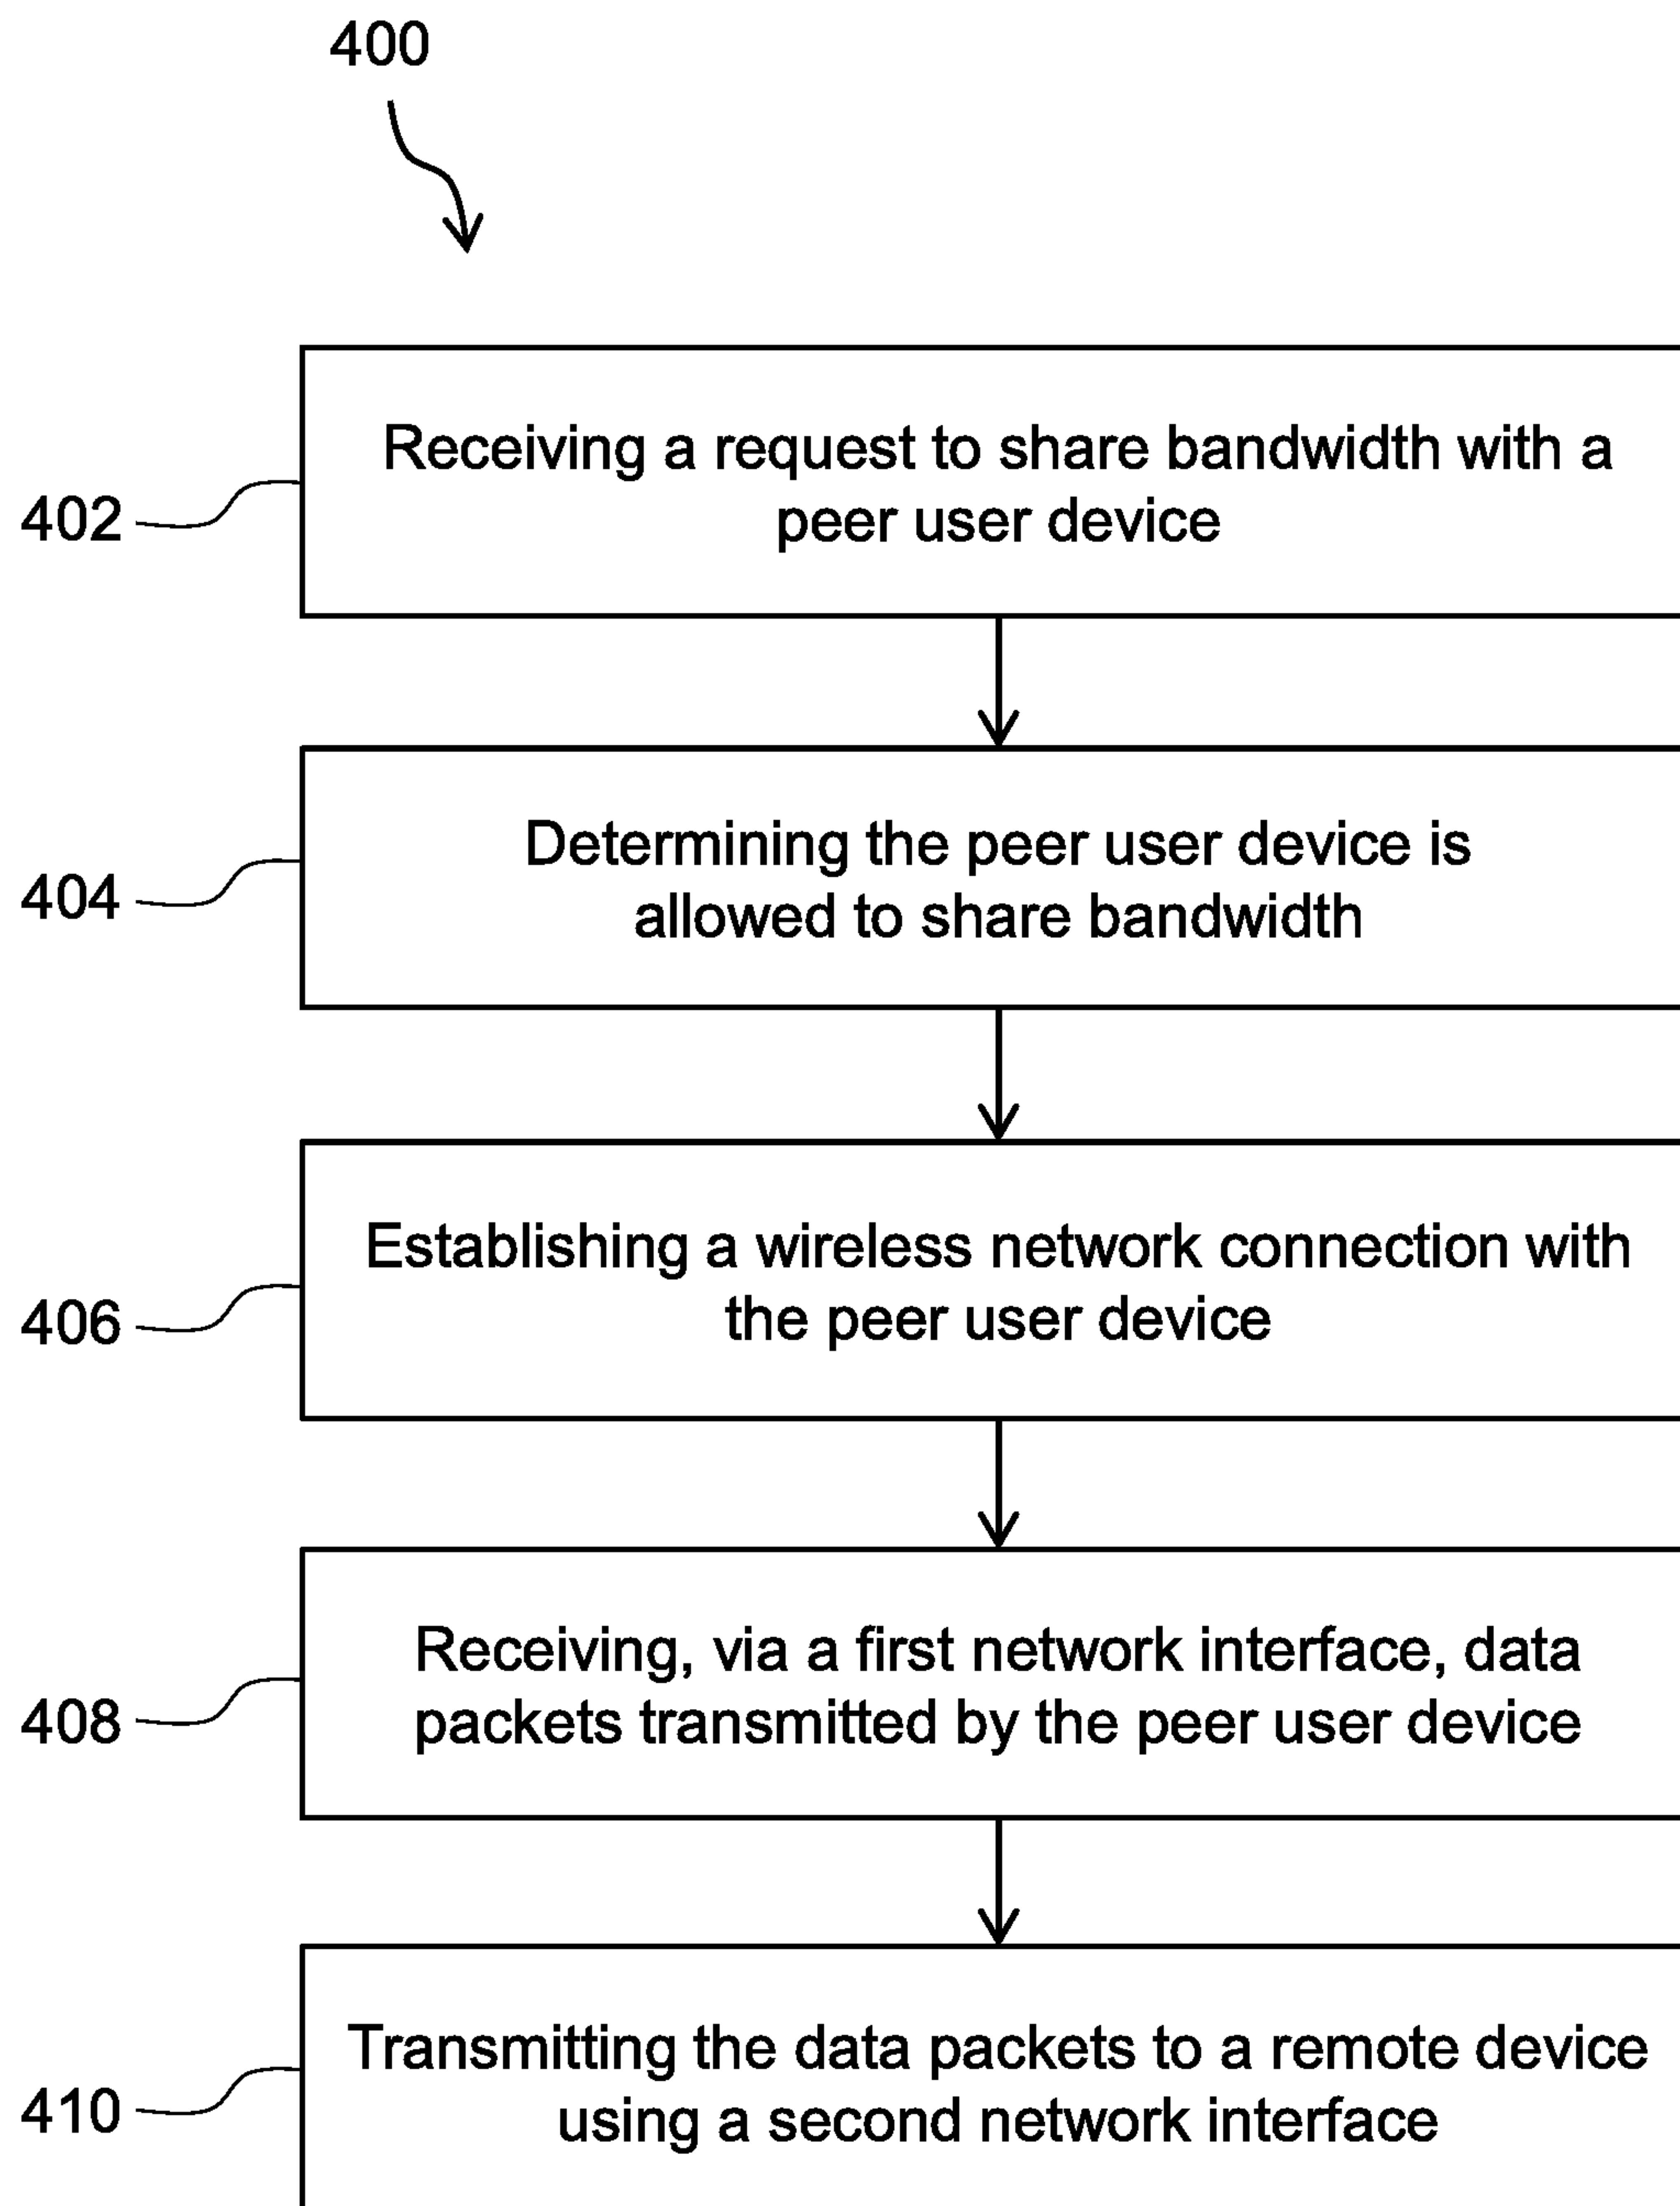 400
402
Receiving a request to share bandwidth with a
peer user device
404
Determining the peer user device is
allowed to share bandwidth
406
Establishing a wireless network connection with
the peer user device
408
Receiving, via a first network interface, data
packets transmitted by the peer user device
410
Transmitting the data packets to a remote device
using a second network interface